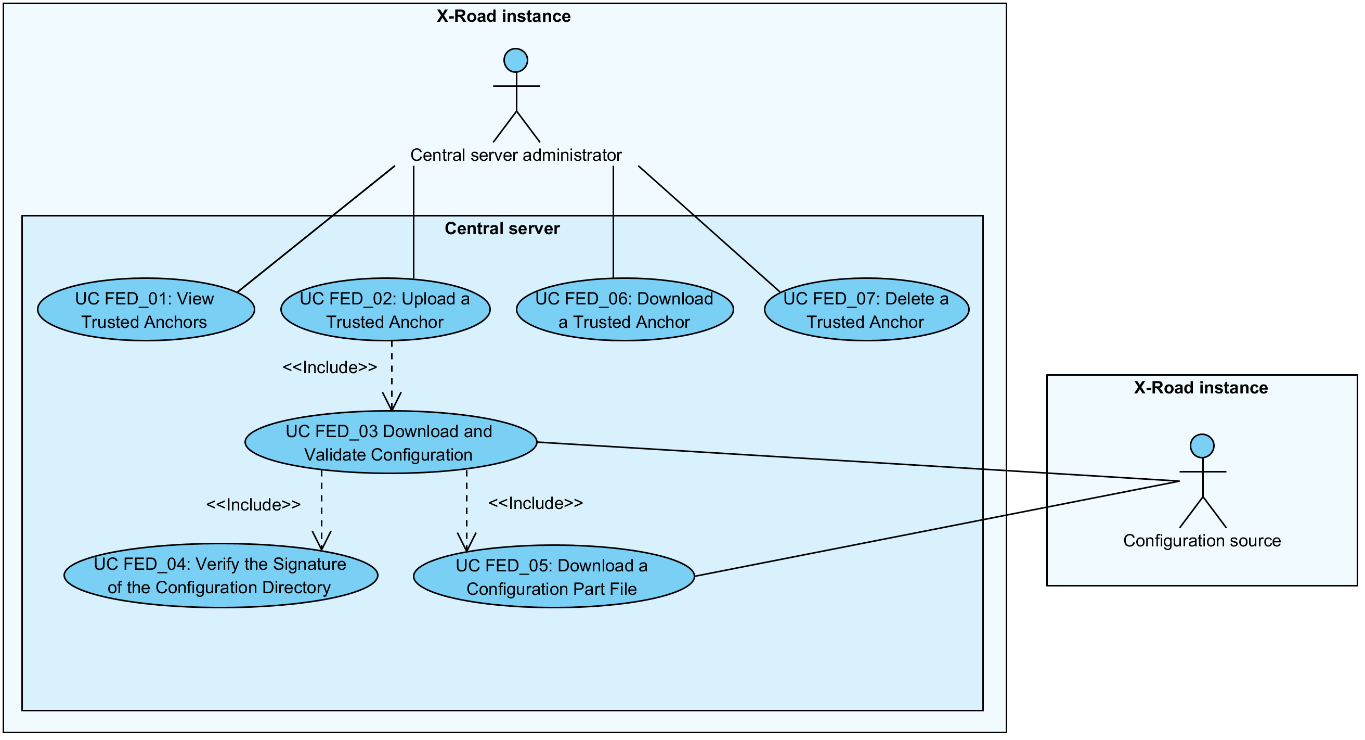 X-Road instance
Central server administrator
Central server
UC FED_01: View
Trusted Anchors
UC FED_02: Upload a
Trusted Anchor
UC FED_06: Download
a Trusted Anchor
UC FED_07: Delete a
Trusted Anchor
<<Include>>
UC FED_03 Download and
Validate Configuration
<<Include>>
<<Include>>
UC FED_04: Verify the Signature
of the Configuration Directory
UC FED_05: Download a
Configuration Part File
X-Road instance
Configuration source